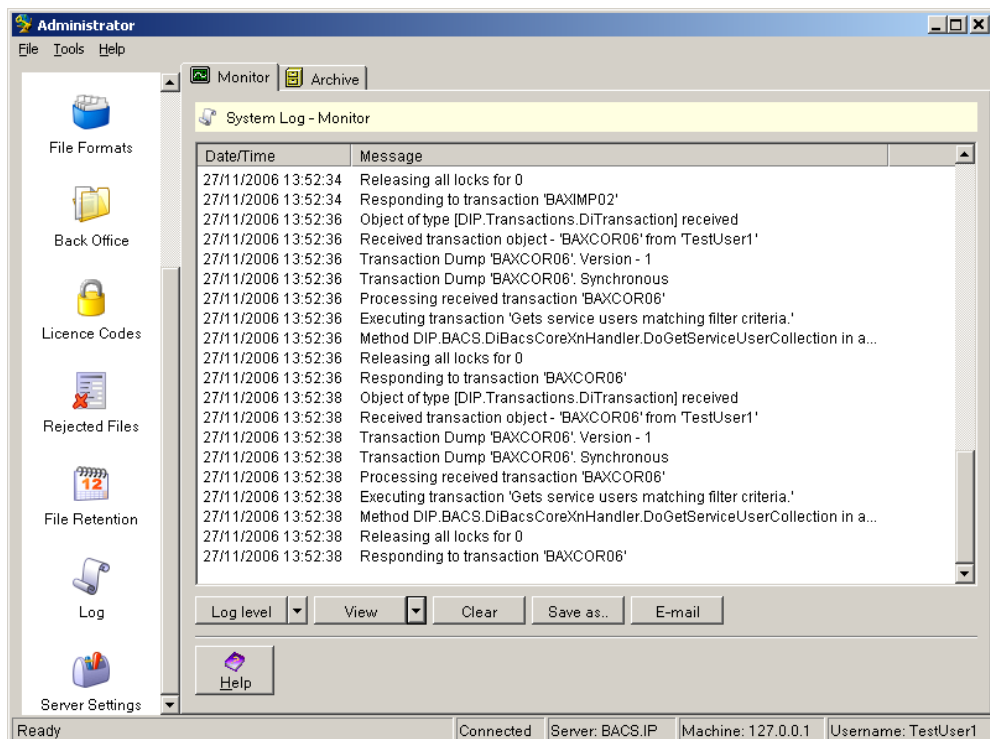 Administrator
File Tools Help
File Formats
Back Office
Licence Codes
Rejected Files
12
File Retention
Log
Server Settings
Monitor Archive
System Log - Monitor
Date/Time Message
27/11/2006 13:52:34 Releasing all locks for 0
27/11/2006 13:52:34 Responding to transaction 'BAXIMP02'
27/11/2006 13:52:36 Object of type [DIP.Transactions.DiTransaction] received
27/11/2006 13:52:36 Received transaction object - 'BAXCOR06' from 'TestUser1'
27/11/2006 13:52:36 Transaction Dump 'BAXCOR06'. Version - 1
27/11/2006 13:52:36 Transaction Dump 'BAXCOR06'. Synchronous
27/11/2006 13:52:36 Processing received transaction 'BAXCOR06'
27/11/2006 13:52:36 Executing transaction 'Gets service users matching filter criteria.'
27/11/2006 13:52:36 Method DIP.BACS.DiBacsCoreXnHandler.DoGetServiceUserCollection in a...
27/11/2006 13:52:36 Releasing all locks for 0
27/11/2006 13:52:36 Responding to transaction 'BAXCOR06'
27/11/2006 13:52:38 Object of type [DIP.Transactions.DiTransaction] received
27/11/2006 13:52:38 Received transaction object - 'BAXCOR06' from 'TestUser1'
27/11/2006 13:52:38 Transaction Dump 'BAXCOR06'. Version - 1
27/11/2006 13:52:38 Transaction Dump 'BAXCOR06'. Synchronous
27/11/2006 13:52:38 Processing received transaction 'BAXCOR06'
27/11/2006 13:52:38 Executing transaction 'Gets service users matching filter criteria.'
27/11/2006 13:52:38 Method DIP.BACS.DiBacsCoreXnHandler.DoGetServiceUserCollection in a...
27/11/2006 13:52:38 Releasing all locks for 0
27/11/2006 13:52:38 Responding to transaction 'BAXCOR06'
Log level View Clear Save as.. E-mail
Help
Ready Connected Server: BACS.IP Machine: 127.0.0.1 Username: TestUser1